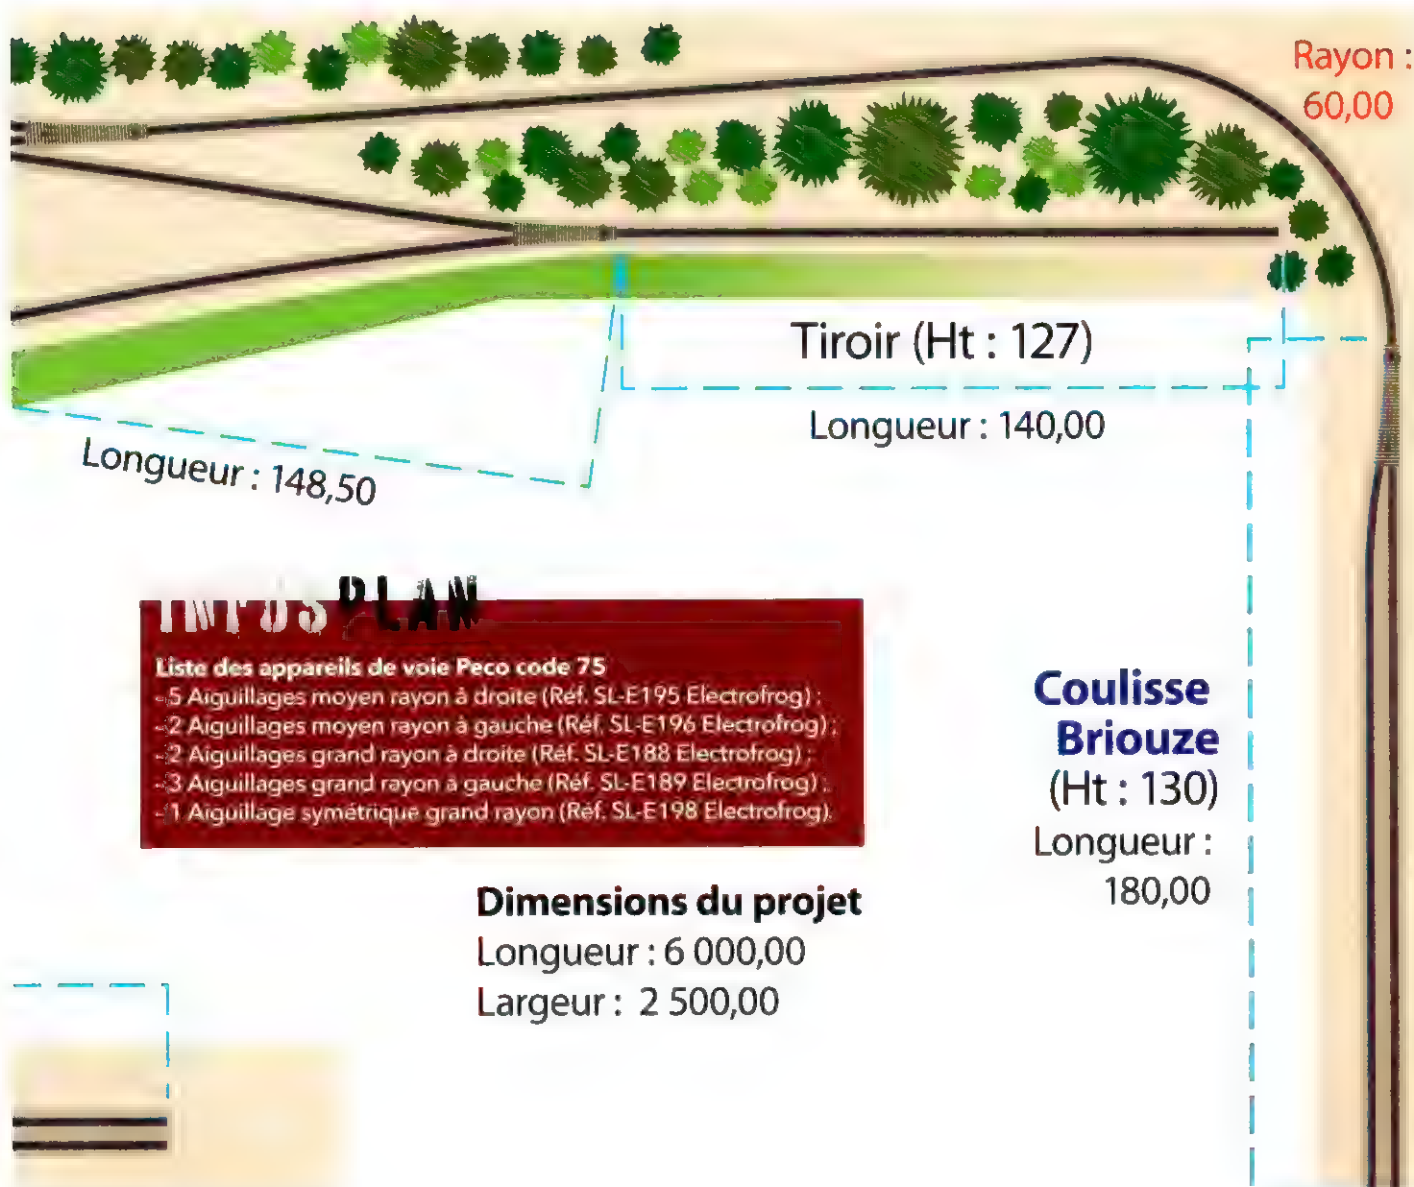 Rayon :
60,00
Tiroir (Ht : 127)
Longueur : 140,00
Longueur : 148,50
INFOS PLAN
Liste des appareils de voie Peco code 75
- 5 Aiguillages moyen rayon à droite (Réf. SL-E195 Electrofrog) ;
- 2 Aiguillages moyen rayon à gauche (Réf. SL-E196 Electrofrog) ;
- 2 Aiguillages grand rayon à droite (Réf. SL-E188 Electrofrog) ;
- 3 Aiguillages grand rayon à gauche (Réf. SL-E189 Electrofrog) ;
- 1 Aiguillage symétrique grand rayon (Réf. SL-E198 Electrofrog).
Coulisse
Briouze
(Ht : 130)
Longueur :
180,00
Dimensions du projet
Longueur : 6 000,00
Largeur : 2 500,00